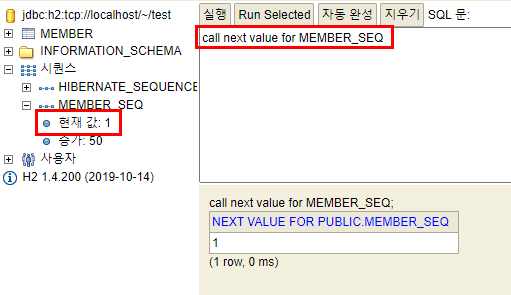 jdbc:h2:tcp://localhost/~/test
MEMBER
INFORMATION_SCHEMA
시퀀스
HIBERNATE_SEQUENCE
MEMBER_SEQ
현재 값: 1
증가: 50
사용자
H2 1.4.200 (2019-10-14)
실행 Run Selected 자동 완성 지우기 SQL 문:
call next value for MEMBER_SEQ
call next value for MEMBER_SEQ;
NEXT VALUE FOR PUBLIC.MEMBER_SEQ
1
(1 row, 0 ms)